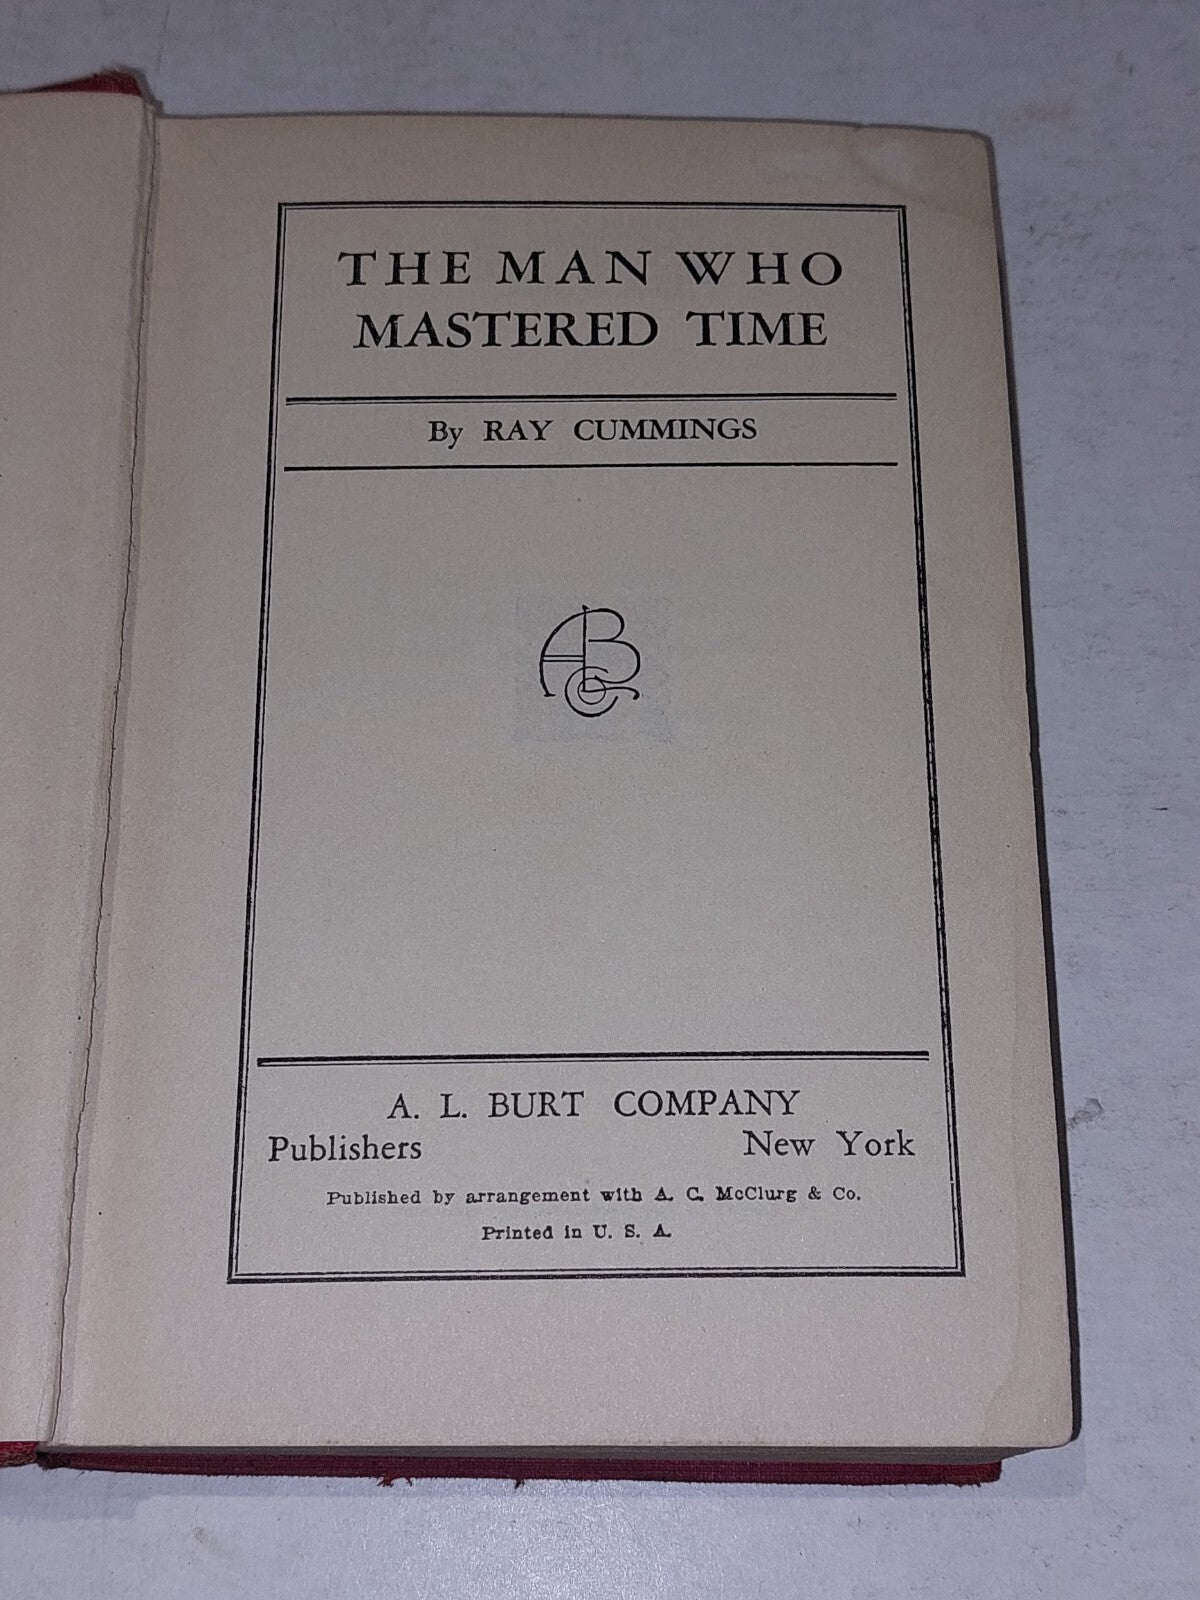 THE MAN WHO
MASTERED TIME
By RAY CUMMINGS
ABCo
A. L. BURT COMPANY
Publishers New York
Published by arrangement with A. C. McClurg & Co.
Printed in U. S. A.